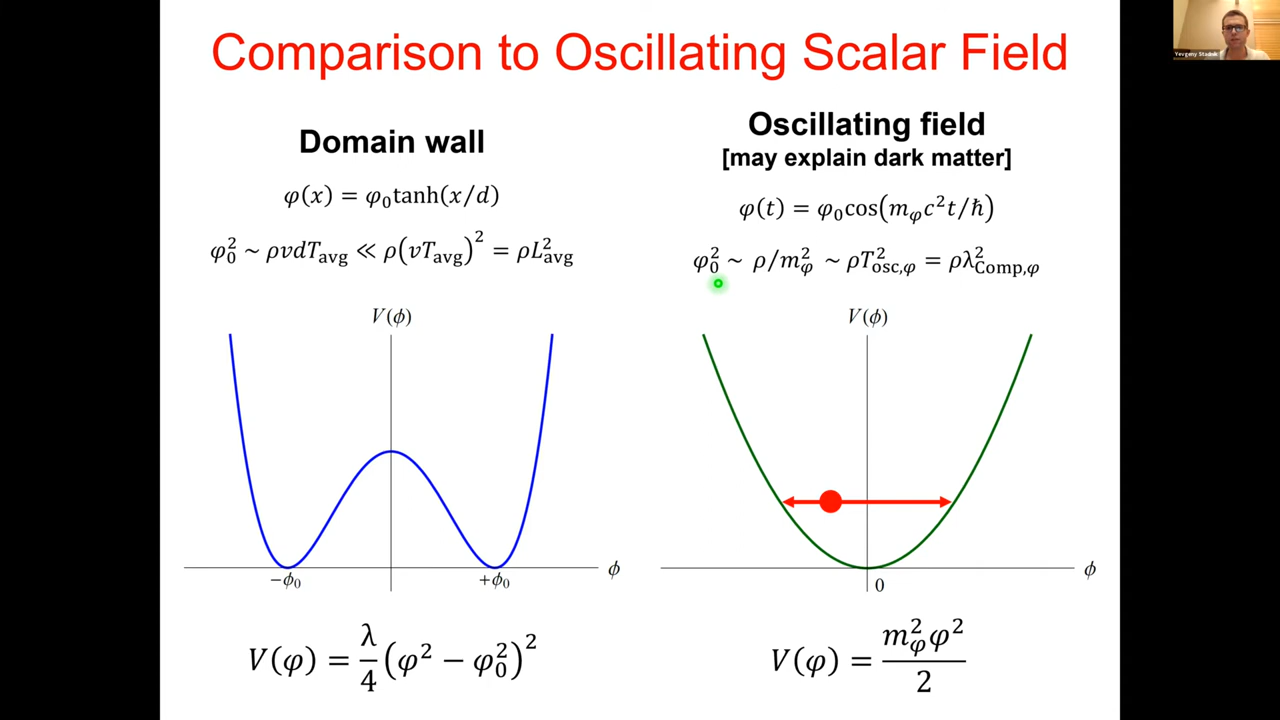 Comparison to Oscillating Scalar Field
Yevgeny Stadnik
Domain wall
φ(x) = φ₀tanh(x/d)
φ₀² ~ ρvdT_avg ≪ ρ(vT_avg)² = ρL²_avg
V(ϕ)
−ϕ₀
+ϕ₀
ϕ
V(φ) = λ/4 (φ² − φ₀²)²
Oscillating field
[may explain dark matter]
φ(t) = φ₀cos(m_φc²t/ħ)
φ₀² ~ ρ/m_φ² ~ ρT²_osc,φ = ρλ²_Comp,φ
V(ϕ)
0
ϕ
V(φ) = m_φ²φ²/2